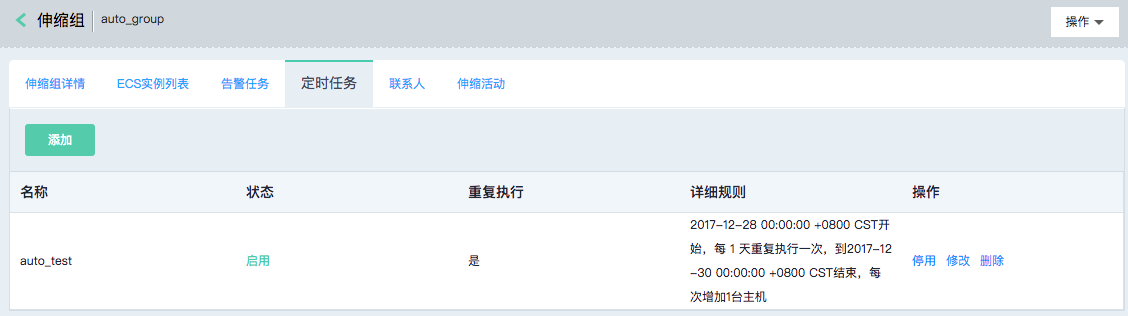 伸缩组 auto_group 操作
伸缩组详情 ECS实例列表 告警任务 定时任务 联系人 伸缩活动
添加
名称 状态 重复执行 详细规则 操作
auto_test 启用 是
2017-12-28 00:00:00 +0800 CST开
始，每 1 天重复执行一次，到2017-12
-30 00:00:00 +0800 CST结束，每
次增加1台主机
停用 修改 删除